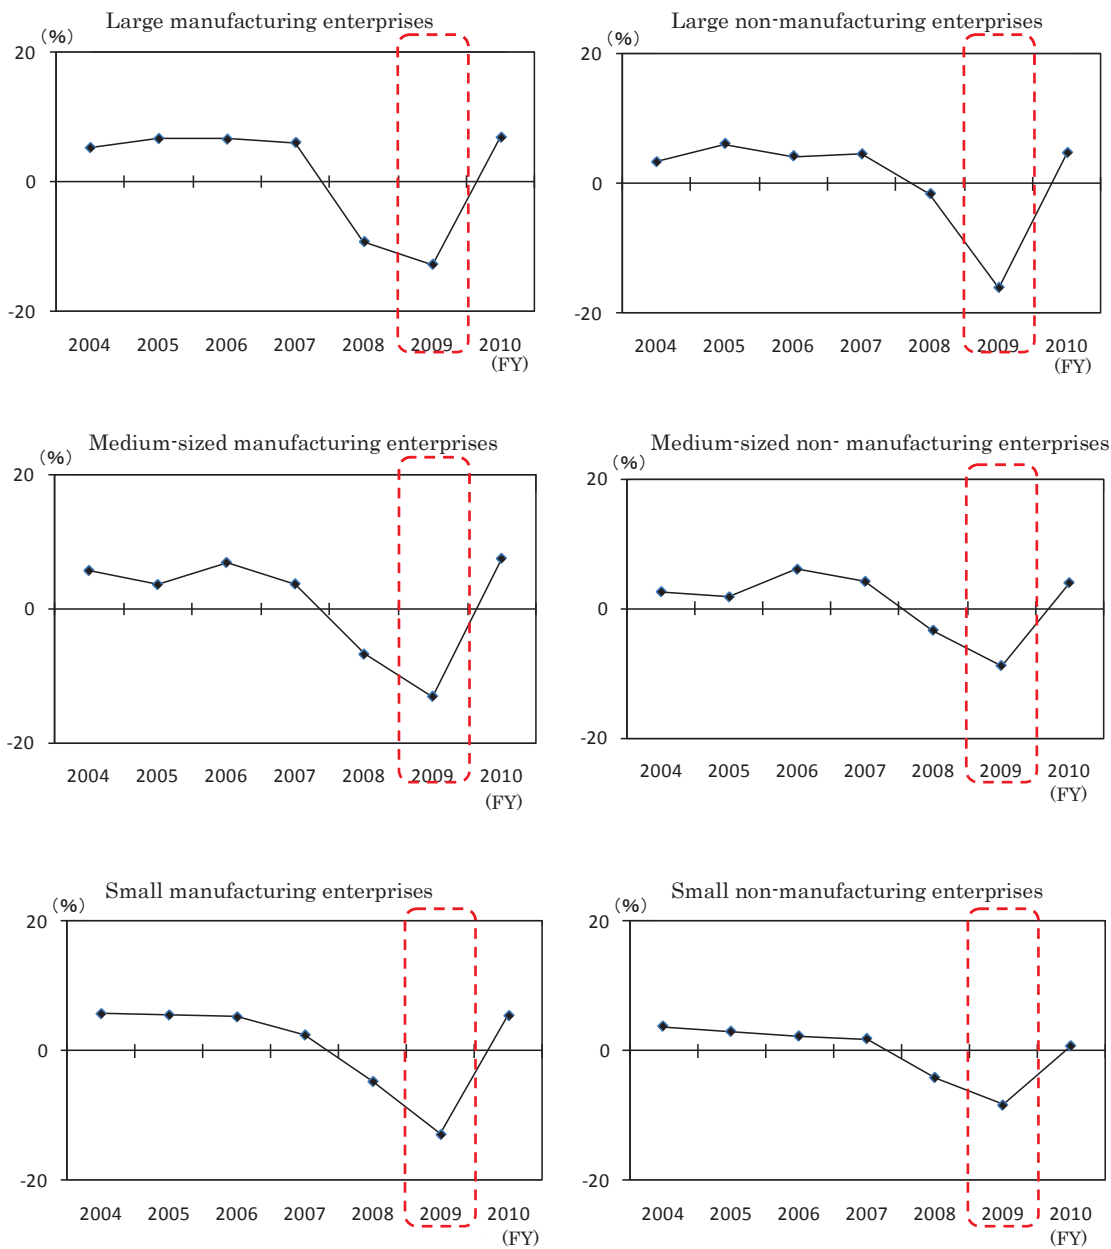 Large manufacturing enterprises
(%)
20
0
-20
2004 2005 2006 2007 2008 2009 2010
(FY)
Large non-manufacturing enterprises
(%)
20
0
-20
2004 2005 2006 2007 2008 2009 2010
(FY)
Medium-sized manufacturing enterprises
(%)
20
0
-20
2004 2005 2006 2007 2008 2009 2010
(FY)
Medium-sized non- manufacturing enterprises
(%)
20
0
-20
2004 2005 2006 2007 2008 2009 2010
(FY)
Small manufacturing enterprises
(%)
20
0
-20
2004 2005 2006 2007 2008 2009 2010
(FY)
Small non-manufacturing enterprises
(%)
20
0
-20
2004 2005 2006 2007 2008 2009 2010
(FY)